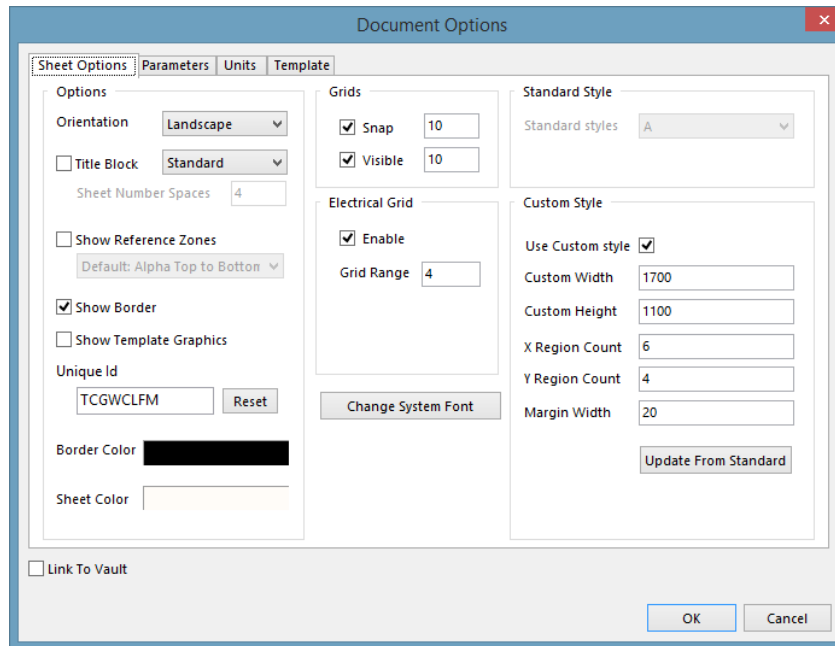 Document Options
Sheet Options Parameters Units Template
Options
Orientation Landscape
Title Block Standard
Sheet Number Spaces 4
Show Reference Zones
Default: Alpha Top to Bottom
Show Border
Show Template Graphics
Unique Id
TCGWCLFM Reset
Border Color
Sheet Color
Grids
Snap 10
Visible 10
Electrical Grid
Enable
Grid Range 4
Change System Font
Standard Style
Standard styles A
Custom Style
Use Custom style
Custom Width 1700
Custom Height 1100
X Region Count 6
Y Region Count 4
Margin Width 20
Update From Standard
Link To Vault
OK Cancel